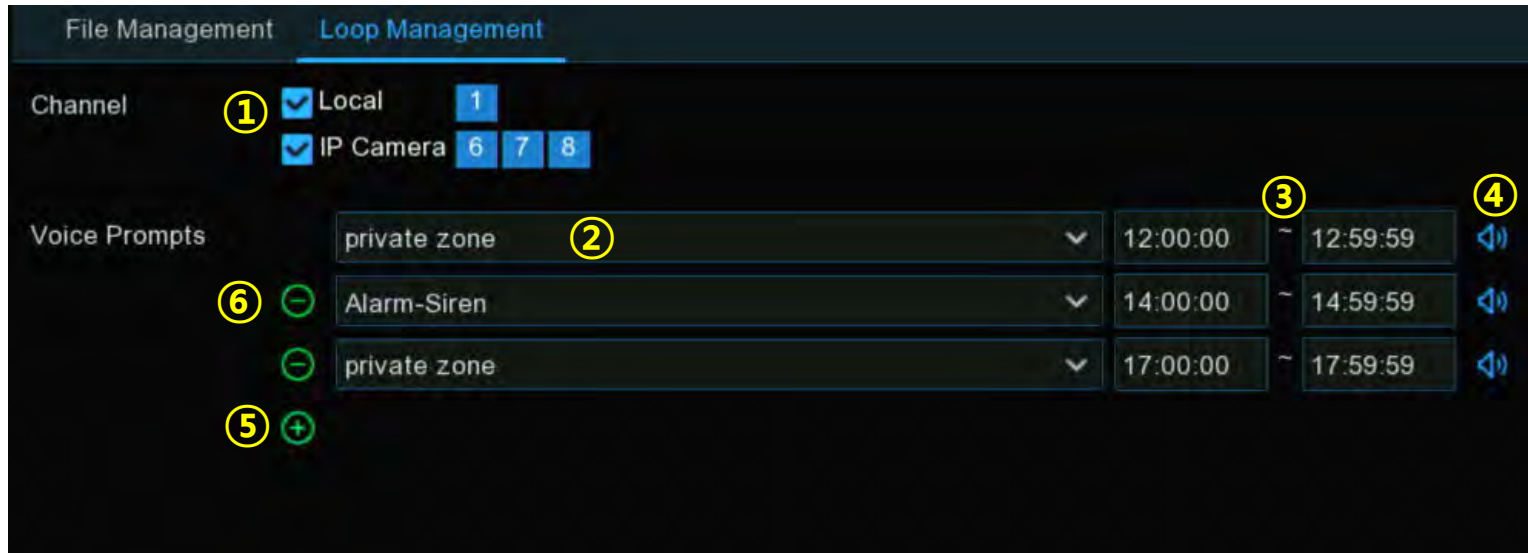 File Management Loop Management
Channel ① Local 1
IP Camera 6 7 8
③ ④
Voice Prompts private zone ② 12:00:00 ~ 12:59:59
⑥ Alarm-Siren 14:00:00 ~ 14:59:59
private zone 17:00:00 ~ 17:59:59
⑤